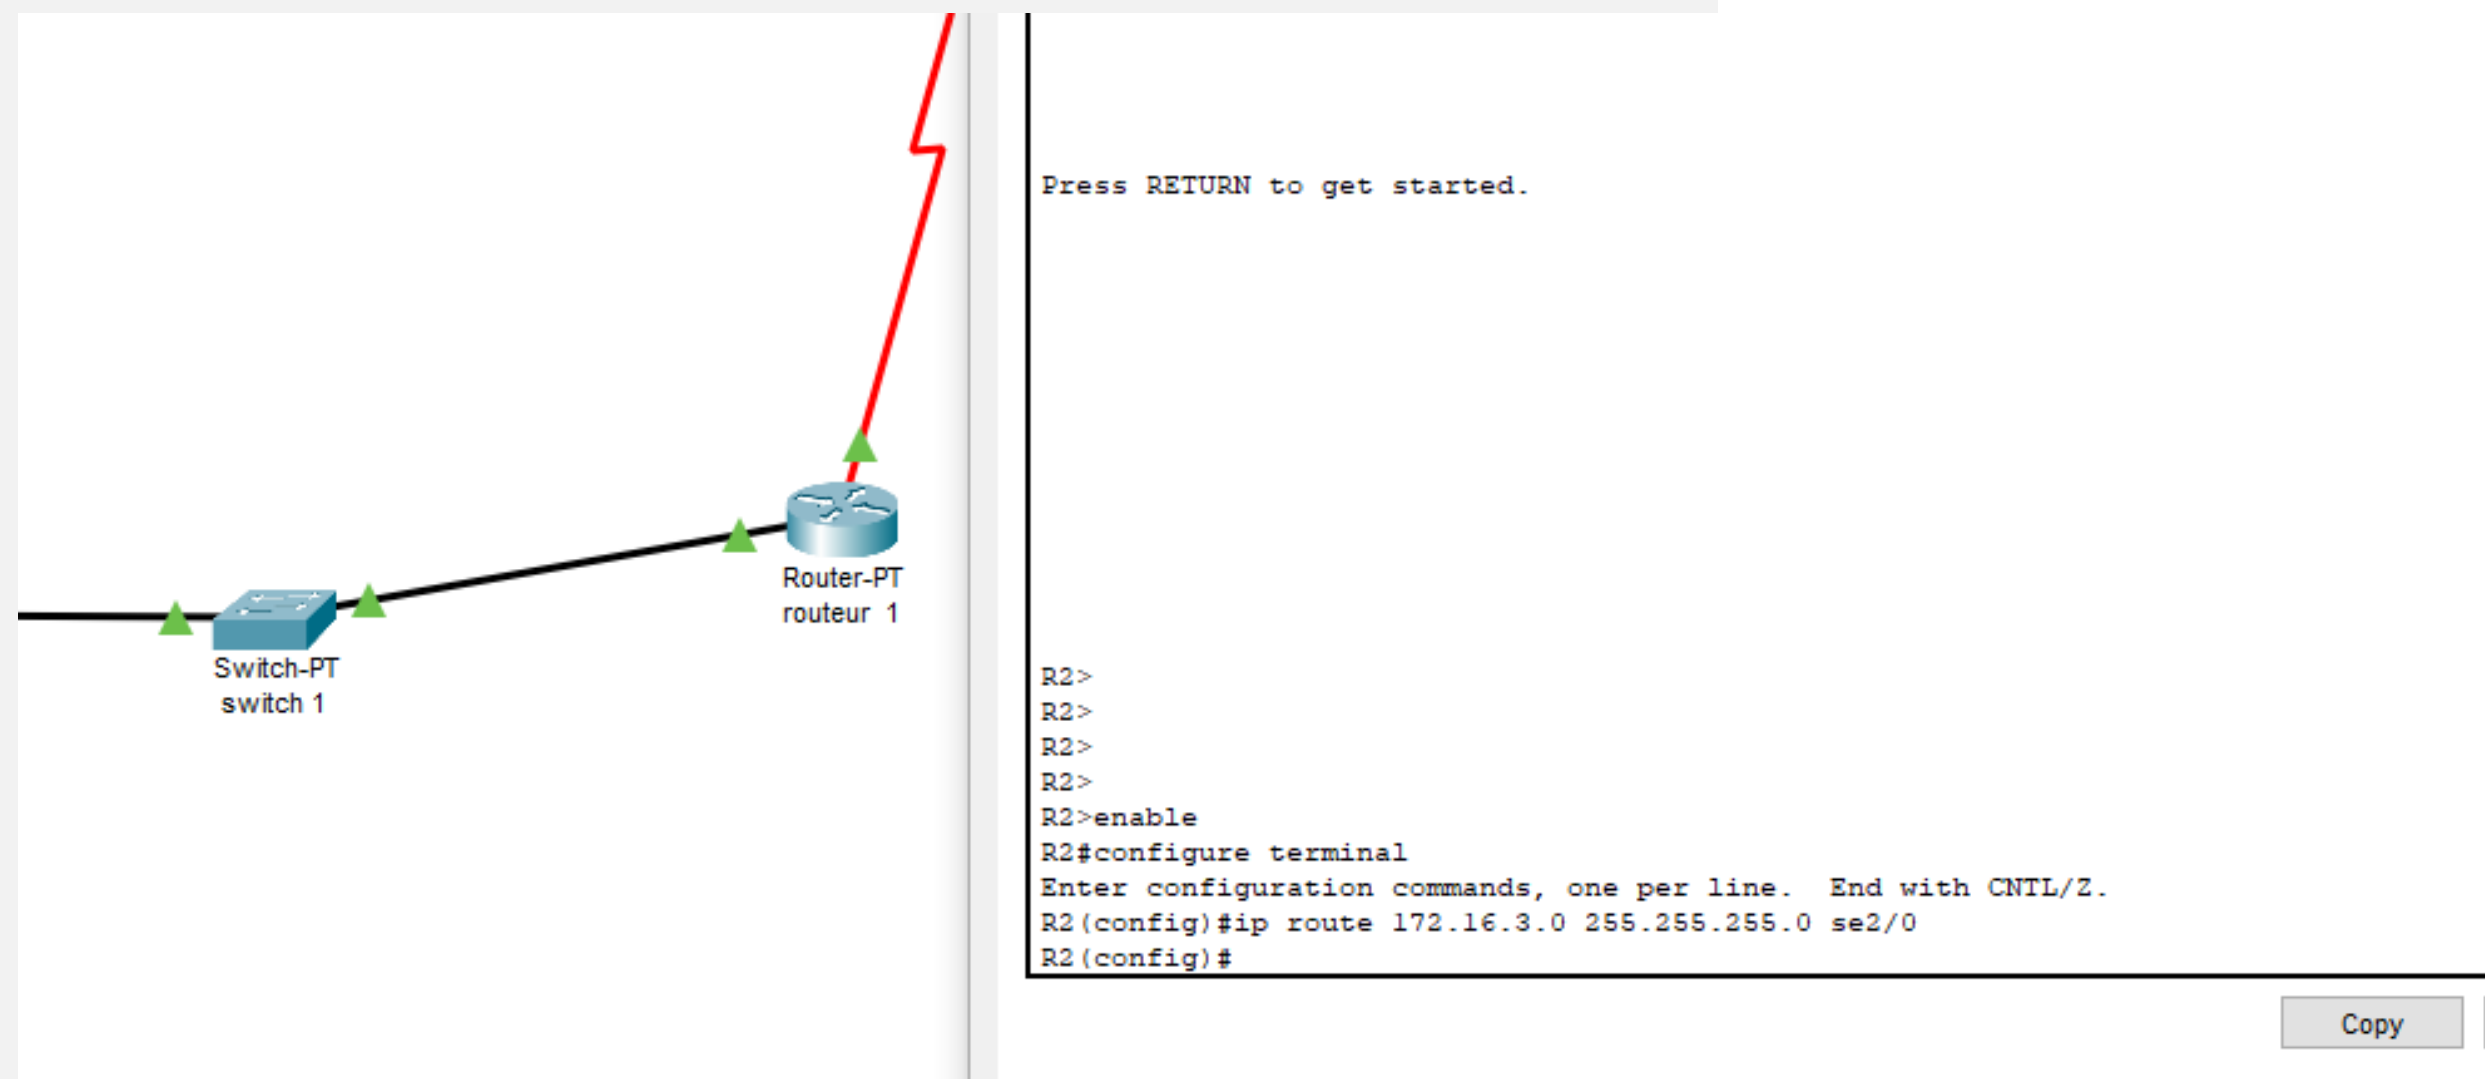 Router-PT
routeur 1
Switch-PT
switch 1
Press RETURN to get started.
R2>
R2>
R2>
R2>
R2>enable
R2#configure terminal
Enter configuration commands, one per line.  End with CNTL/Z.
R2(config)#ip route 172.16.3.0 255.255.255.0 se2/0
R2(config)#
Copy